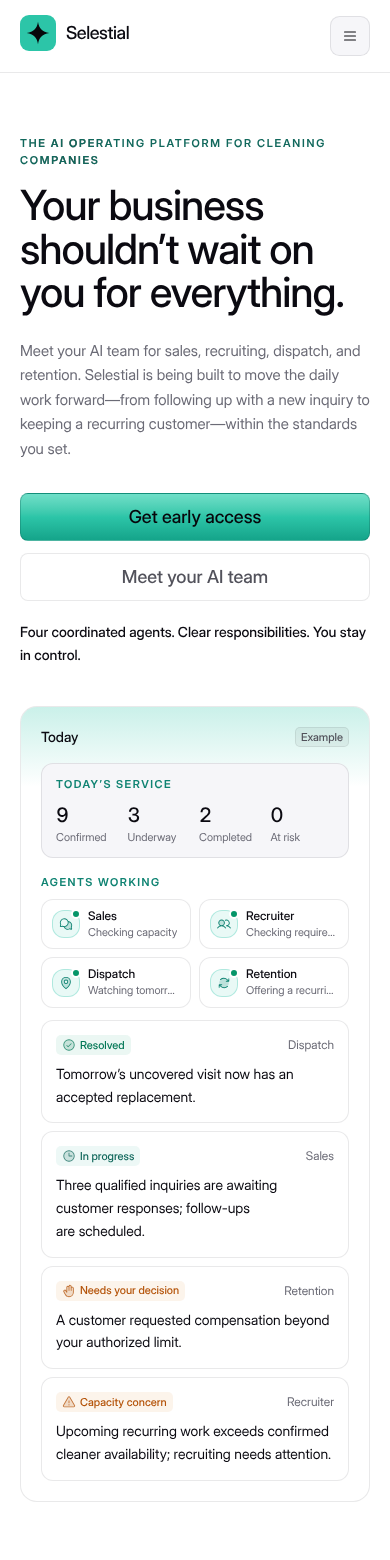 Selestial
THE AI OPERATING PLATFORM FOR CLEANING
COMPANIES
Your business
shouldn’t wait on
you for everything.
Meet your AI team for sales, recruiting, dispatch, and
retention. Selestial is being built to move the daily
work forward—from following up with a new inquiry to
keeping a recurring customer—within the standards
you set.
Get early access
Meet your AI team
Four coordinated agents. Clear responsibilities. You stay
in control.
Today
Example
TODAY’S SERVICE
9 3 2 0
Confirmed Underway Completed At risk
AGENTS WORKING
Sales
Checking capacity
Recruiter
Checking require...
Dispatch
Watching tomorr...
Retention
Offering a recurri...
Resolved Dispatch
Tomorrow’s uncovered visit now has an
accepted replacement.
In progress Sales
Three qualified inquiries are awaiting
customer responses; follow-ups
are scheduled.
Needs your decision Retention
A customer requested compensation beyond
your authorized limit.
Capacity concern Recruiter
Upcoming recurring work exceeds confirmed
cleaner availability; recruiting needs attention.